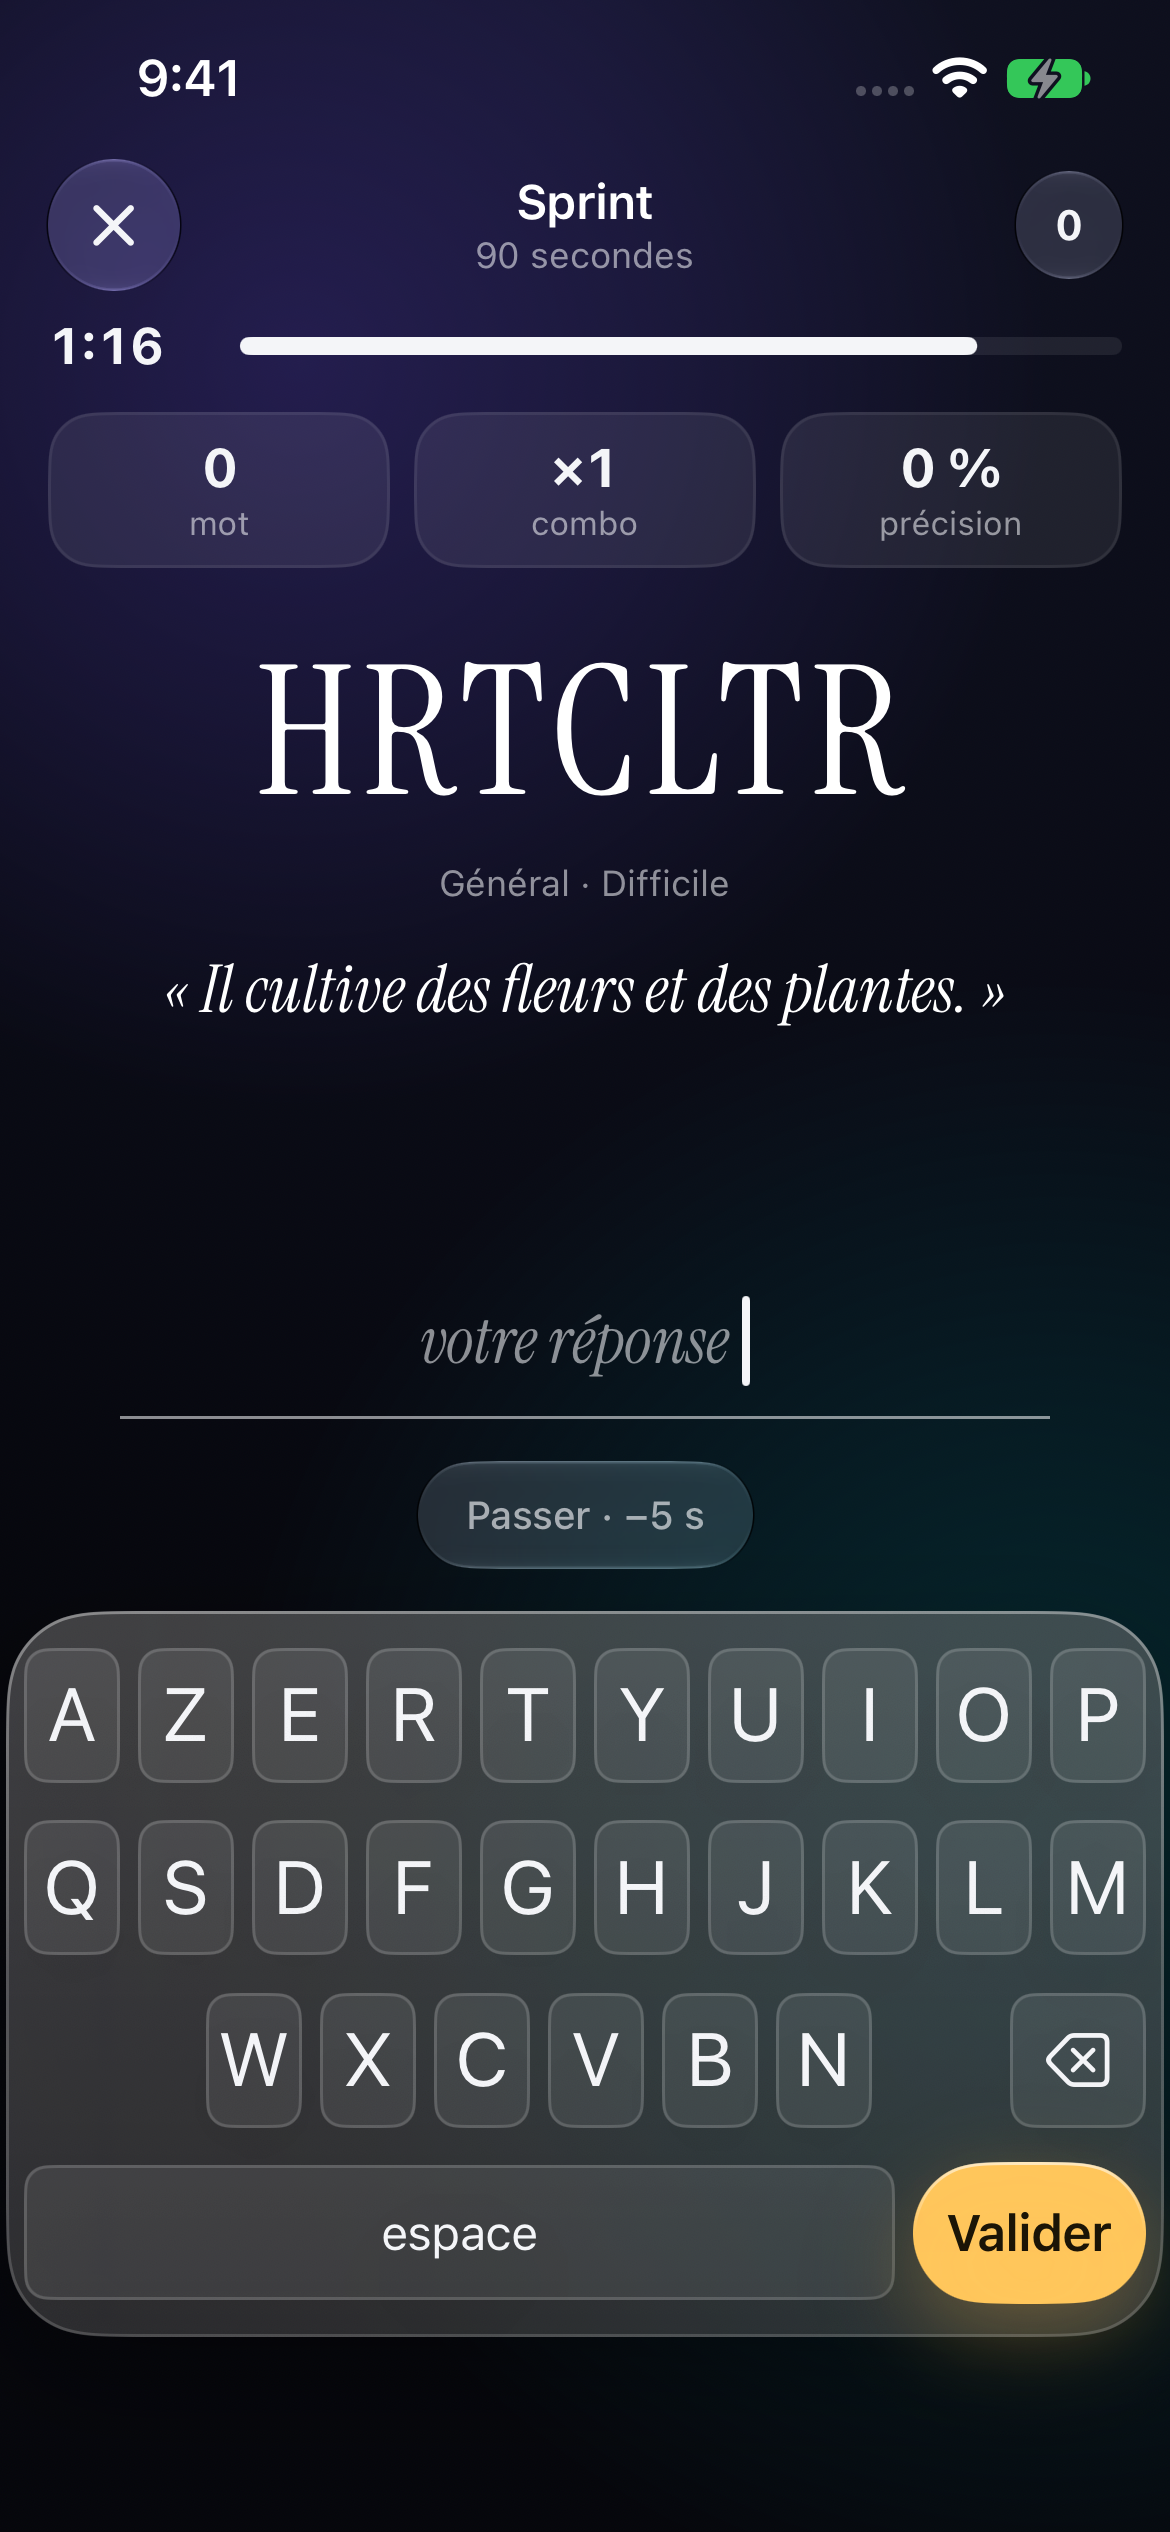 9:41
Sprint
90 secondes
0
1:16
0
mot
×1
combo
0 %
précision
HRTCLTR
Général · Difficile
« Il cultive des fleurs et des plantes. »
votre réponse
Passer · −5 s
A Z E R T Y U I O P
Q S D F G H J K L M
W X C V B N
espace
Valider